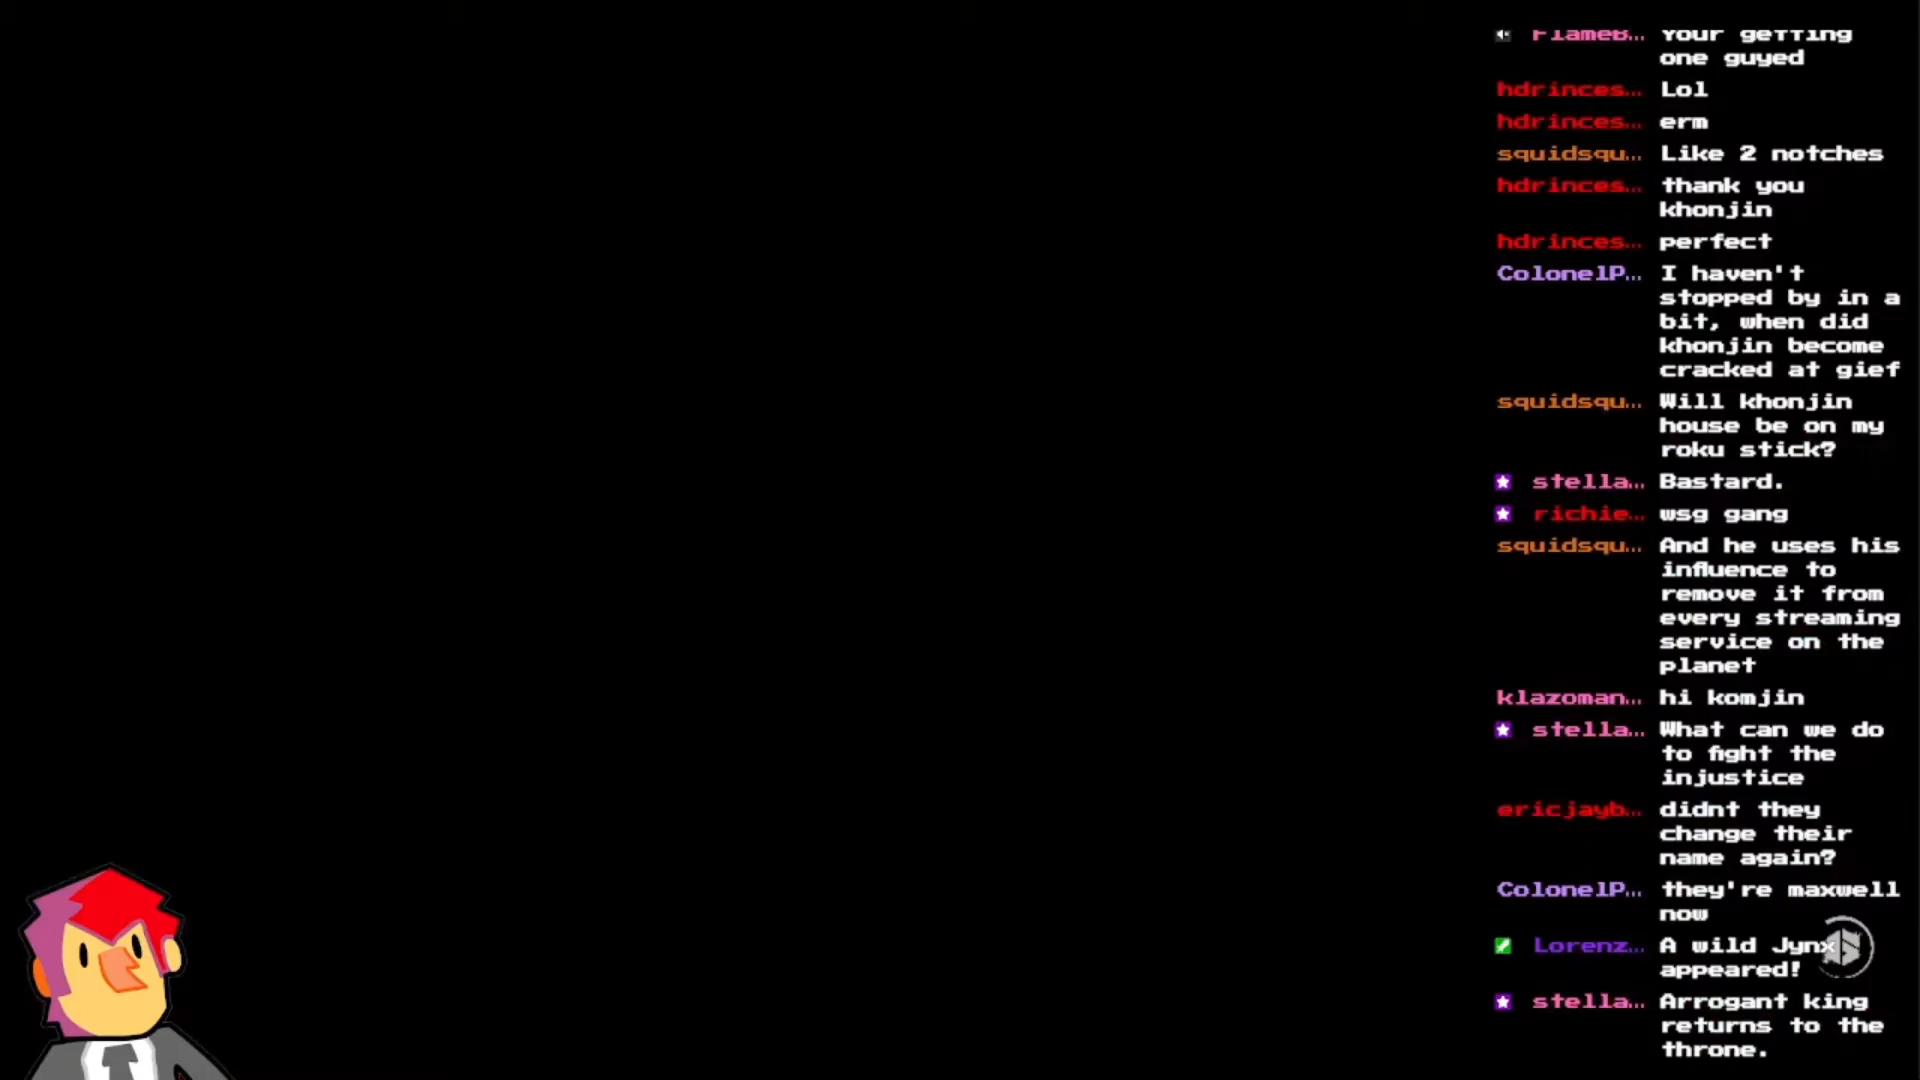 FlameB... Your getting
one guyed
hdrinces... Lol
hdrinces... erm
squidsqu... Like 2 notches
hdrinces... thank you
khonjin
hdrinces... perfect
ColonelP... I haven't
stopped by in a
bit, when did
khonjin become
cracked at gief
squidsqu... Will khonjin
house be on my
roku stick?
stella... Bastard.
richie... wsg gang
squidsqu... And he uses his
influence to
remove it from
every streaming
service on the
planet
klazoman... hi komjin
stella... What can we do
to fight the
injustice
ericjayb... didnt they
change their
name again?
ColonelP... they're maxwell
now
Lorenz... A wild Jynx
appeared!
stella... Arrogant king
returns to the
throne.